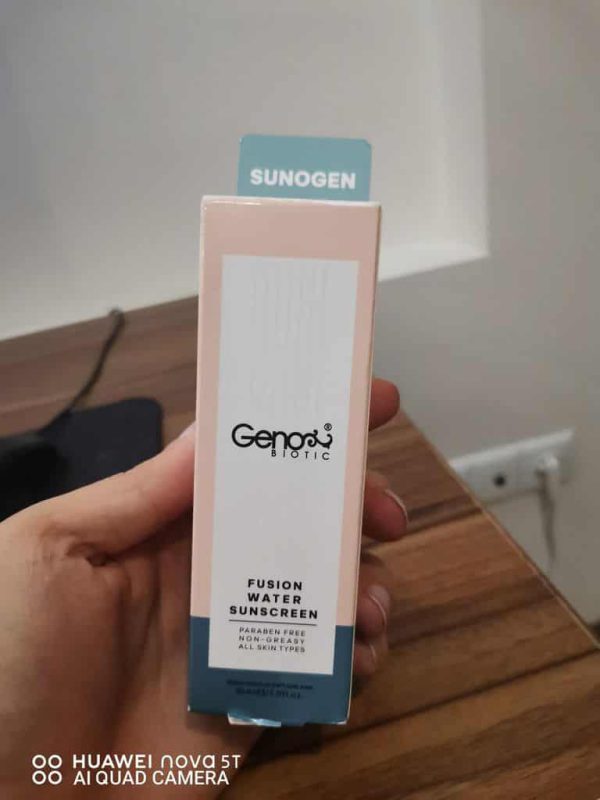 SUNOGEN
Geno
BIOTIC
FUSION
WATER
SUNSCREEN
PARABEN FREE
NON-GREASY
ALL SKIN TYPES
HUAWEI nova 5T
AI QUAD CAMERA